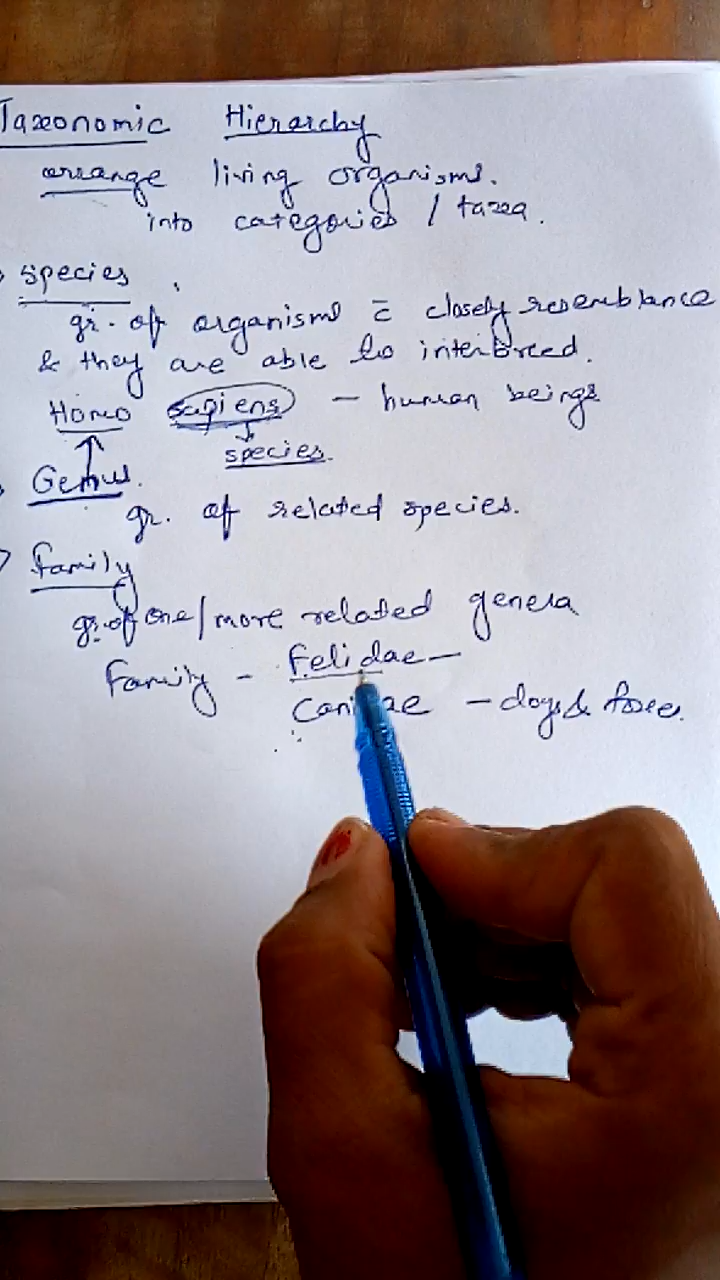 Taxonomic Hierarchy
arrange living organisms.
into categories / taxa.
Species
gr. of organisms c̄ closely resemblance
& they are able to interbreed.
Homo sapiens - human beings
species.
Genus.
gr. of related species.
Family
gr. of one/more related genera
Family - Felidae -
- dogs &